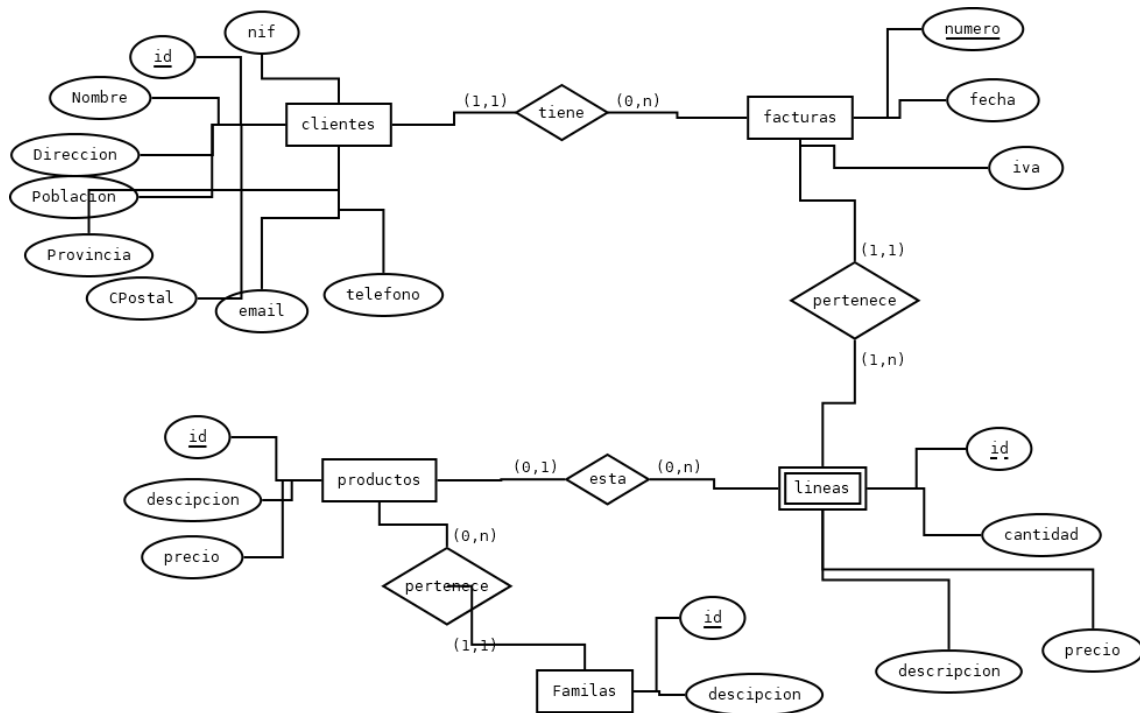 nif
id
numero
Nombre
clientes
(1,1)
tiene
(0,n)
facturas
fecha
Direccion
iva
Poblacion
Provincia
CPostal
email
telefono
(1,1)
pertenece
(1,n)
id
descipcion
precio
productos
(0,1)
esta
(0,n)
lineas
id
cantidad
(0,n)
pertenece
(1,1)
id
Familas
descipcion
descripcion
precio